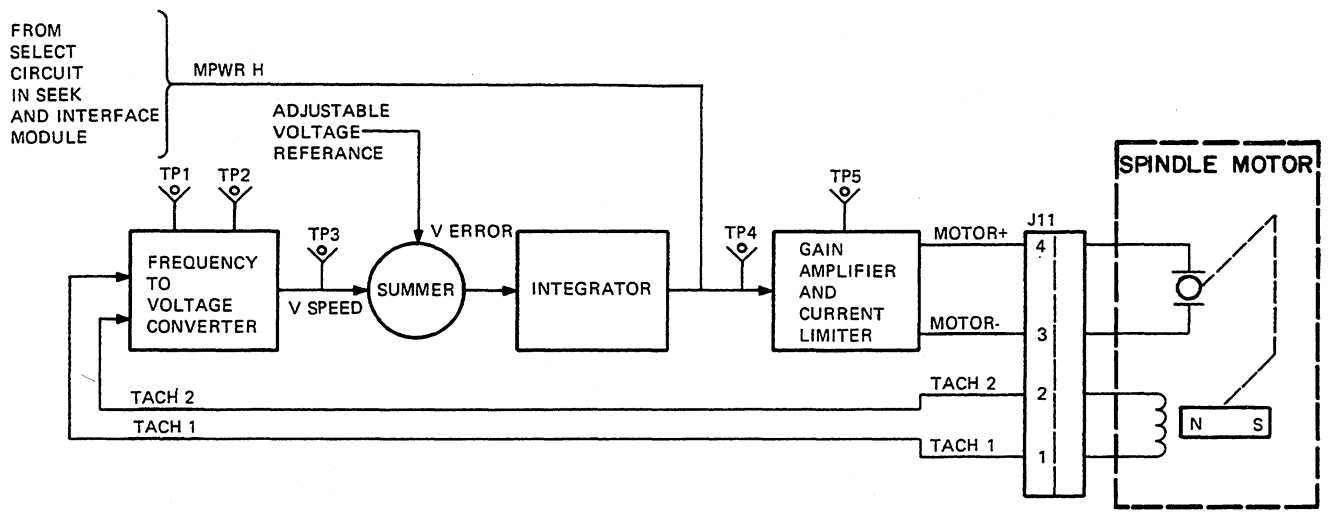 FROM
SELECT
CIRCUIT
IN SEEK
AND INTERFACE
MODULE
MPWR H
ADJUSTABLE
VOLTAGE
REFERANCE
TP1
TP2
TP3
V ERROR
TP4
TP5
FREQUENCY
TO
VOLTAGE
CONVERTER
V SPEED
SUMMER
INTEGRATOR
GAIN
AMPLIFIER
AND
CURRENT
LIMITER
MOTOR+
MOTOR-
J11
4
3
2
1
SPINDLE MOTOR
N S
TACH 2
TACH 1
TACH 2
TACH 1